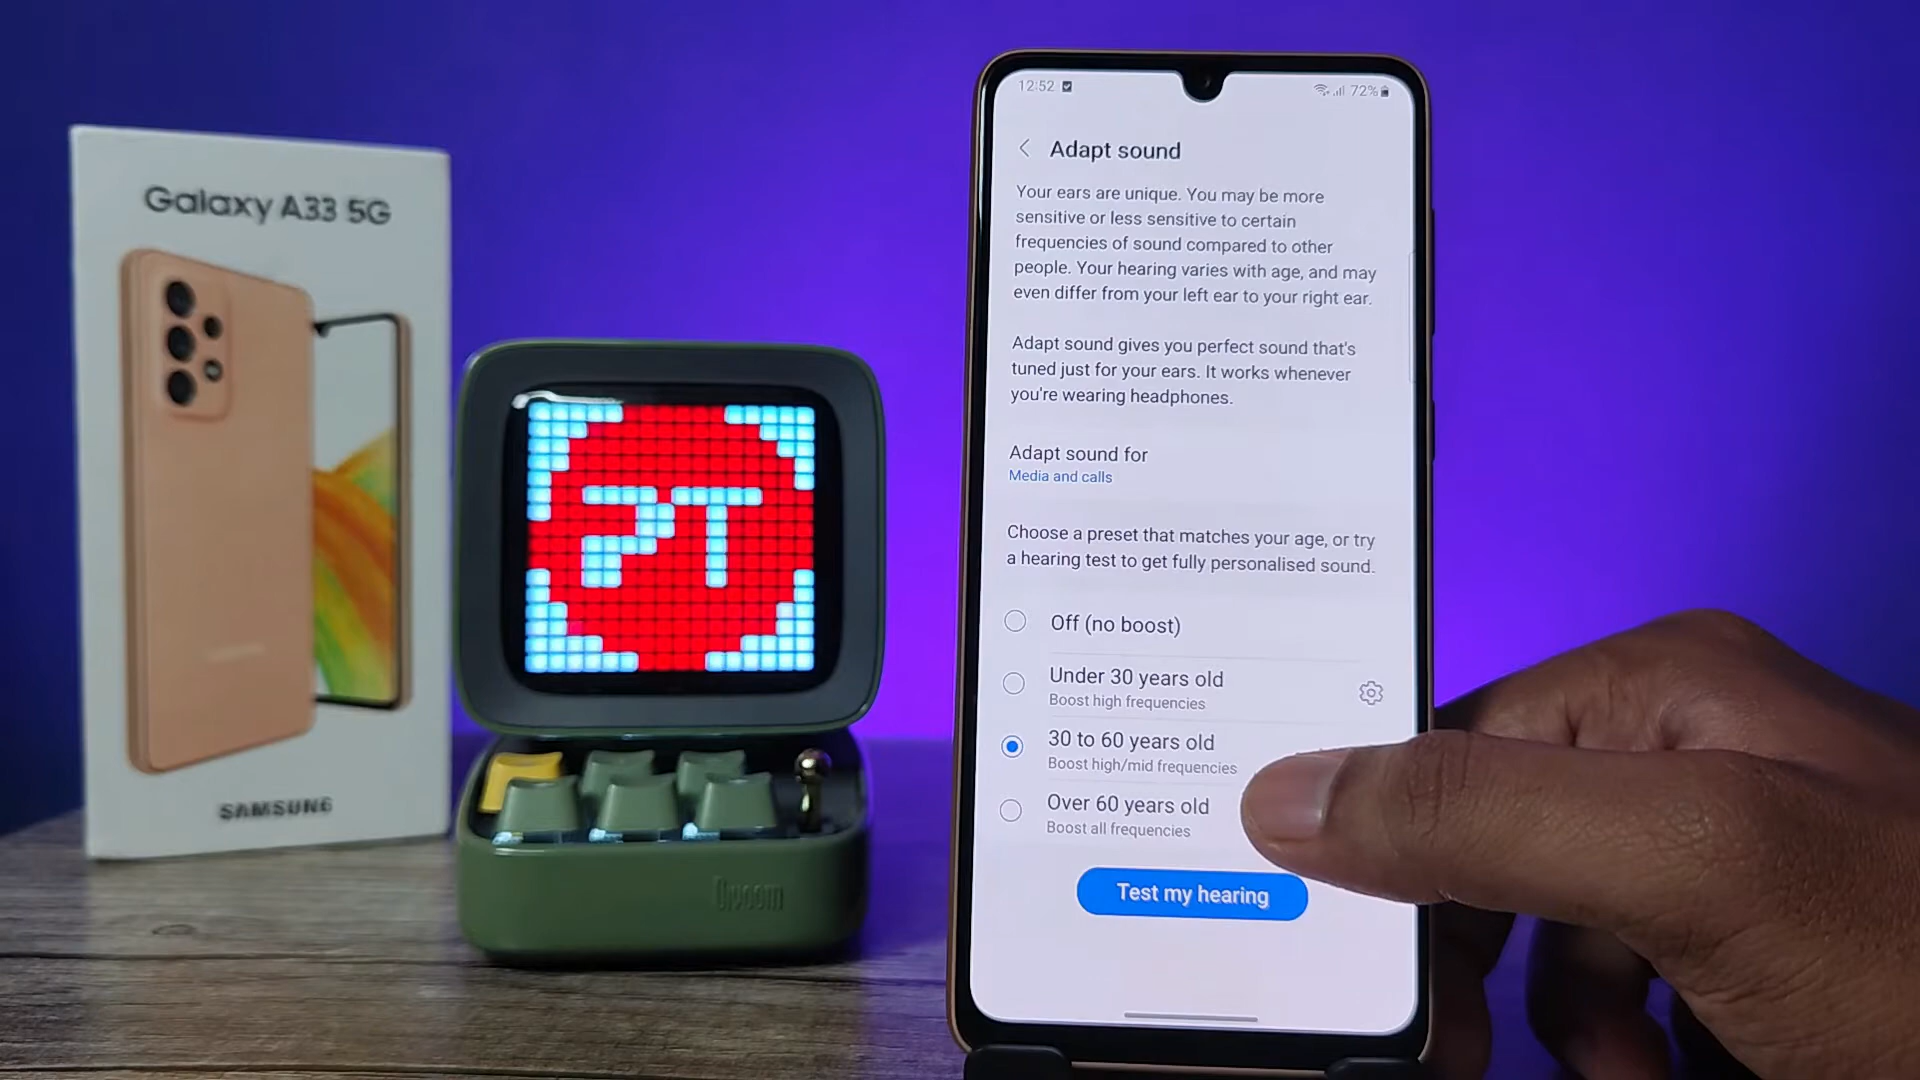 Galaxy A33 5G
SAMSUNG
PT
Divoom
12:52
72%
Adapt sound
Your ears are unique. You may be more
sensitive or less sensitive to certain
frequencies of sound compared to other
people. Your hearing varies with age, and may
even differ from your left ear to your right ear.
Adapt sound gives you perfect sound that's
tuned just for your ears. It works whenever
you're wearing headphones.
Adapt sound for
Media and calls
Choose a preset that matches your age, or try
a hearing test to get fully personalised sound.
Off (no boost)
Under 30 years old
Boost high frequencies
30 to 60 years old
Boost high/mid frequencies
Over 60 years old
Boost all frequencies
Test my hearing